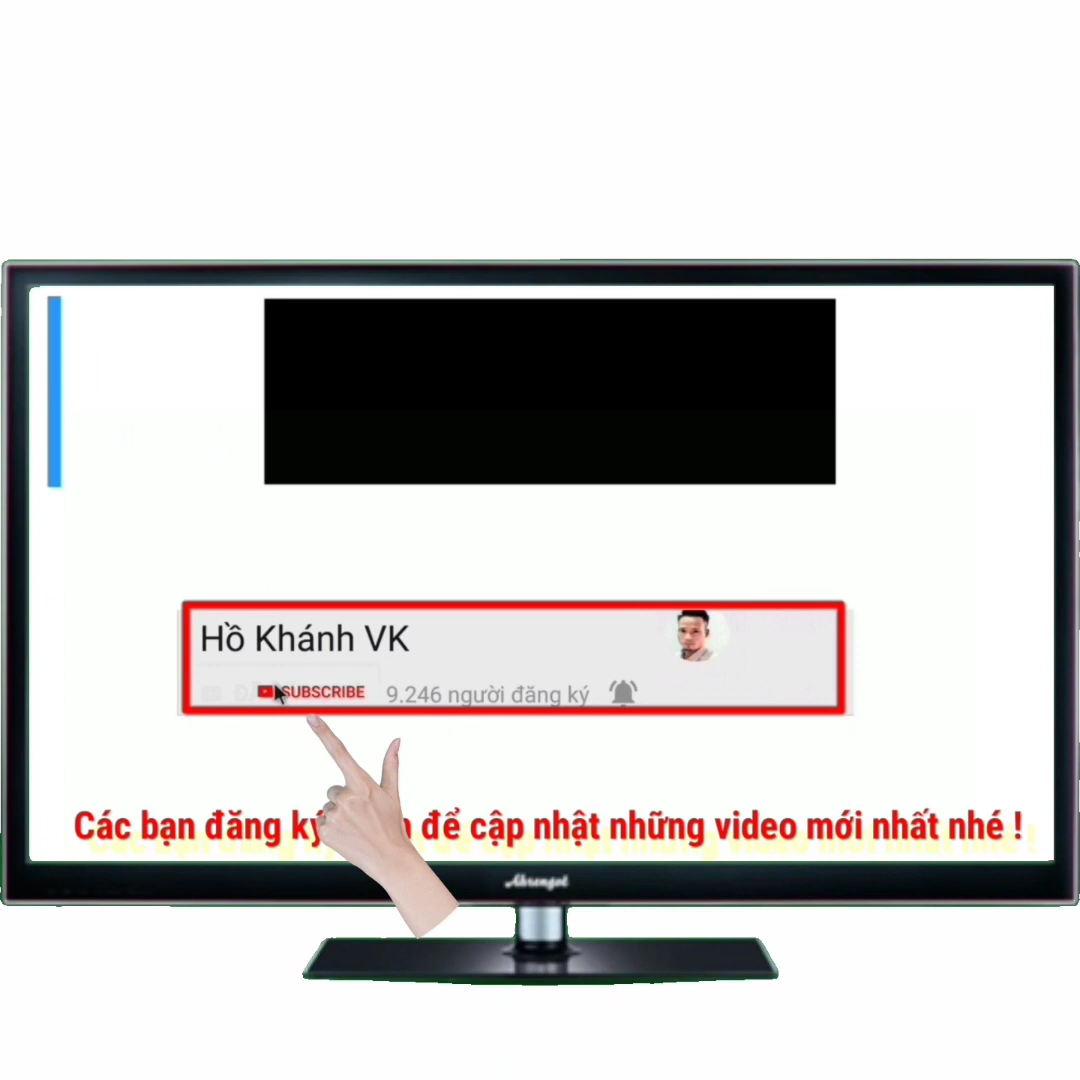 Hồ Khánh VK
SUBSCRIBE 9.246 người đăng ký
Các bạn đăng ký để cập nhật những video mới nhất nhé !